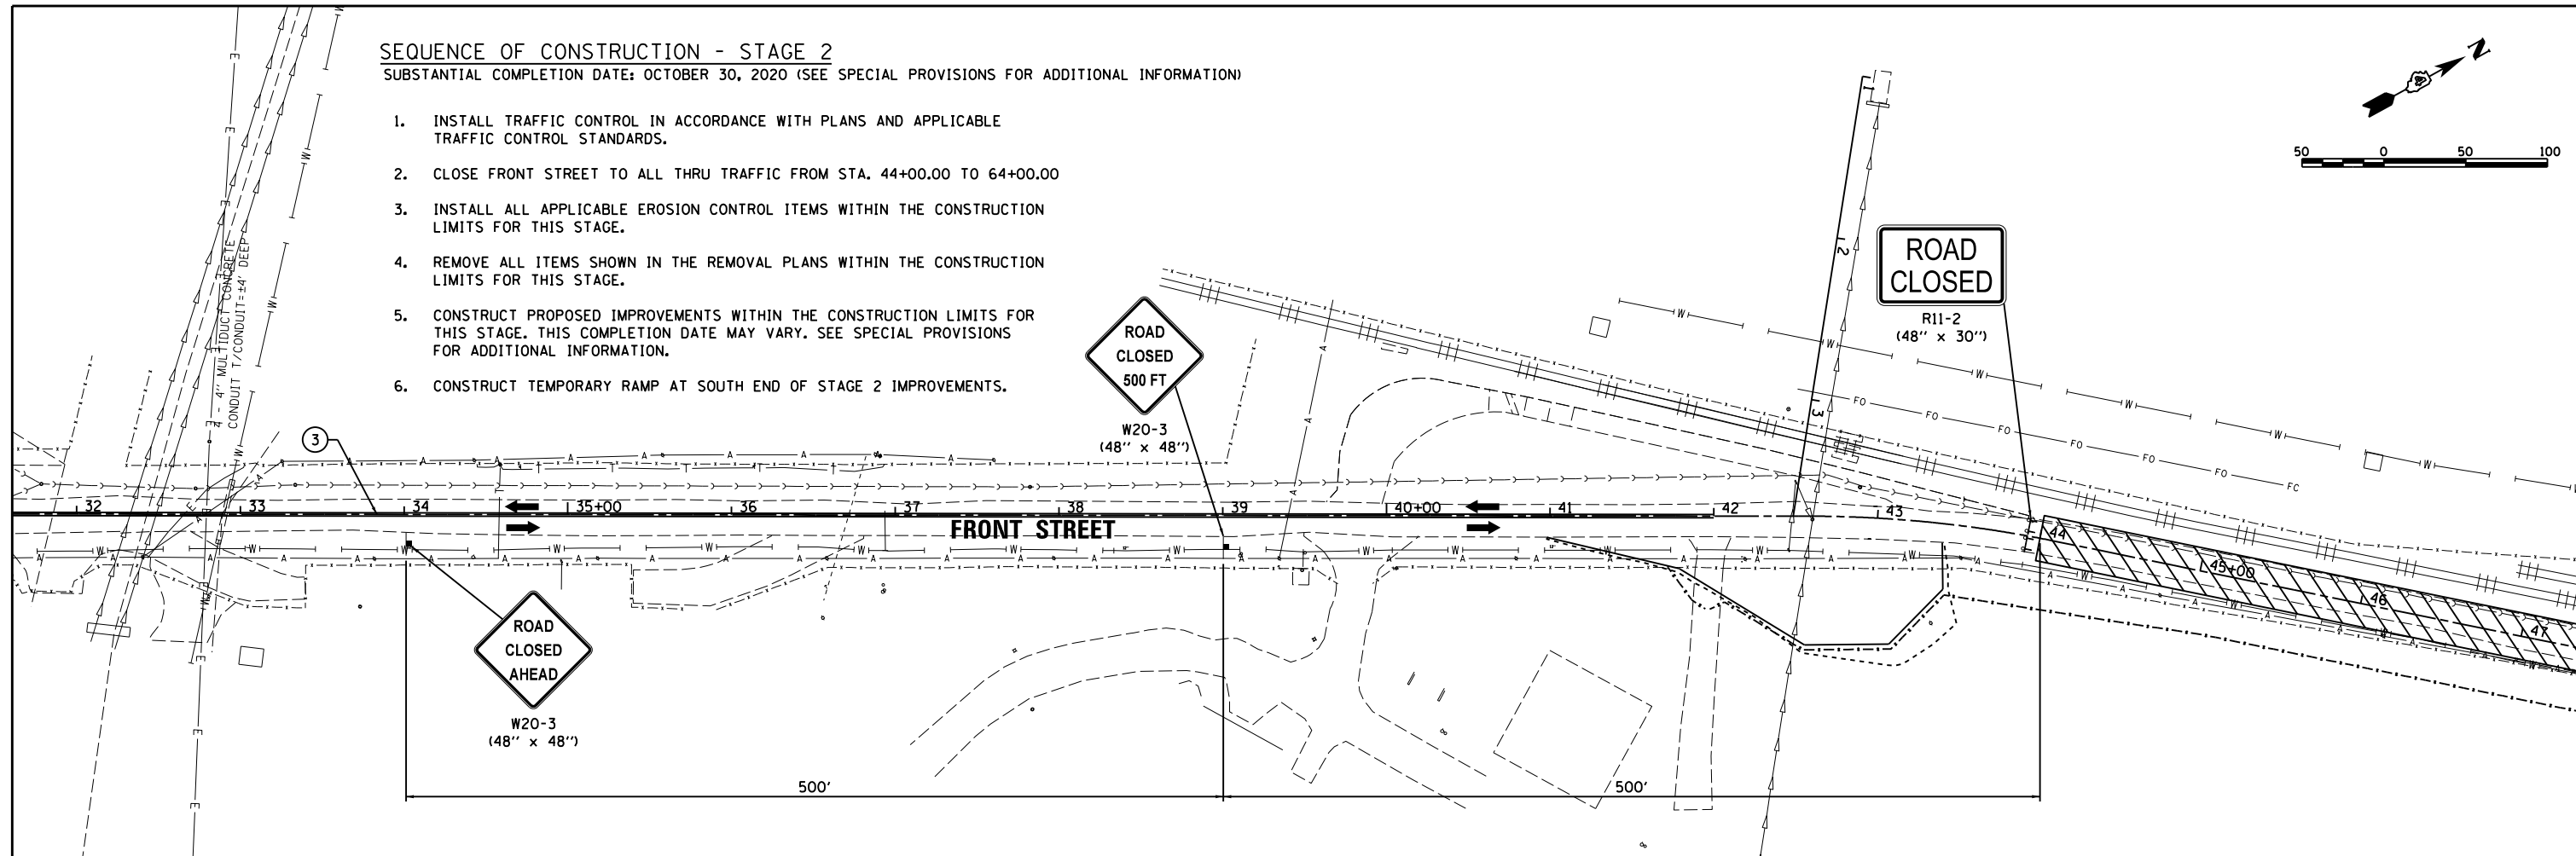 SEQUENCE OF CONSTRUCTION - STAGE 2
SUBSTANTIAL COMPLETION DATE: OCTOBER 30, 2020 (SEE SPECIAL PROVISIONS FOR ADDITIONAL INFORMATION)
1. INSTALL TRAFFIC CONTROL IN ACCORDANCE WITH PLANS AND APPLICABLE
TRAFFIC CONTROL STANDARDS.
2. CLOSE FRONT STREET TO ALL THRU TRAFFIC FROM STA. 44+00.00 TO 64+00.00
3. INSTALL ALL APPLICABLE EROSION CONTROL ITEMS WITHIN THE CONSTRUCTION
LIMITS FOR THIS STAGE.
4. REMOVE ALL ITEMS SHOWN IN THE REMOVAL PLANS WITHIN THE CONSTRUCTION
LIMITS FOR THIS STAGE.
5. CONSTRUCT PROPOSED IMPROVEMENTS WITHIN THE CONSTRUCTION LIMITS FOR
THIS STAGE. THIS COMPLETION DATE MAY VARY. SEE SPECIAL PROVISIONS
FOR ADDITIONAL INFORMATION.
6. CONSTRUCT TEMPORARY RAMP AT SOUTH END OF STAGE 2 IMPROVEMENTS.
N
50 0 50 100
4 - 4'' MULTIDUCT CONCRETE
CONDUIT T/CONDUIT=±4' DEEP
1
2
3
ROAD
CLOSED
R11-2
(48'' x 30'')
ROAD
CLOSED
500 FT
W20-3
(48'' x 48'')
3
32 33 34 35+00 36 37 38 39 40+00 41 42 43 44 45+00 46 47
FRONT STREET
ROAD
CLOSED
AHEAD
W20-3
(48'' x 48'')
500'
500'